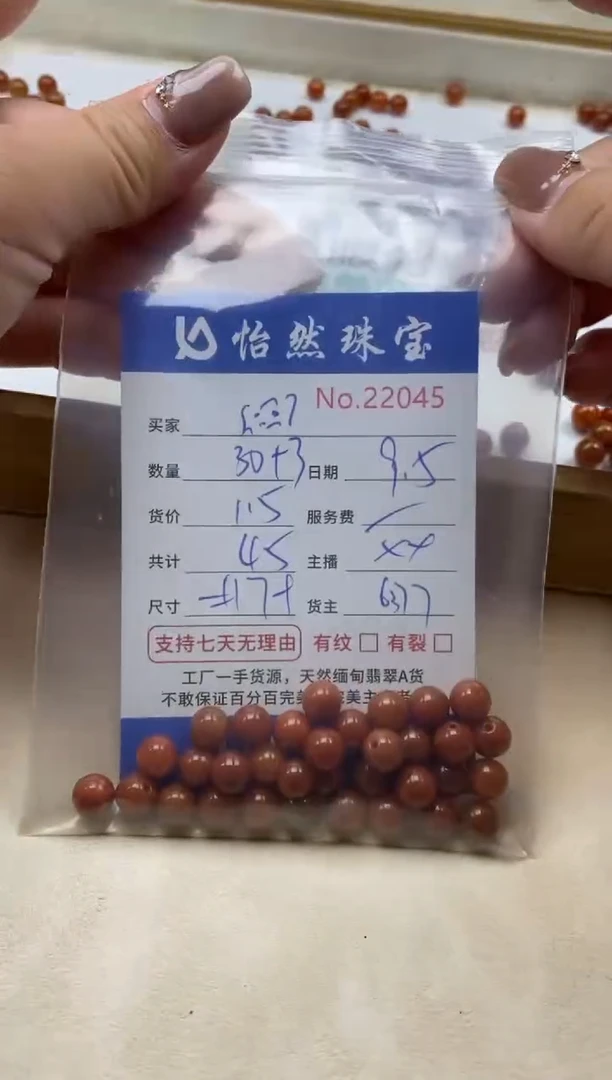 怡然珠宝
No.22045
买家
数量 30+3 日期 9.5
货价 1.5 服务费
共计 45 主播
尺寸 货主
支持七天无理由 有纹 有裂
工厂一手货源，天然缅甸翡翠A货
不敢保证百分百完美